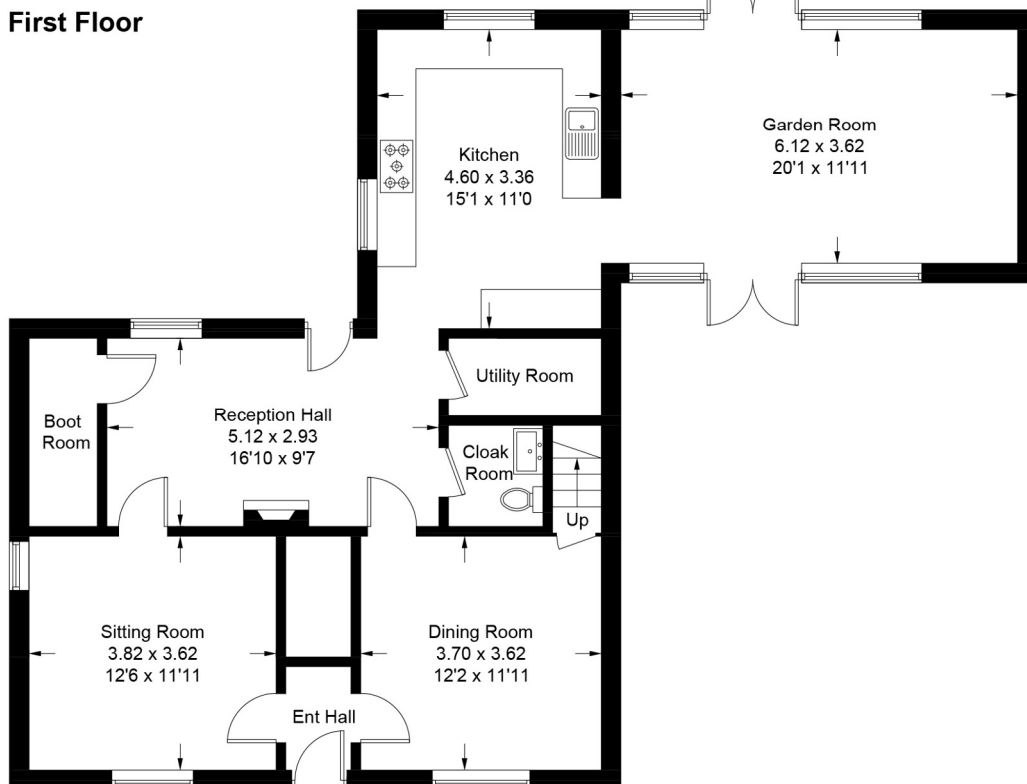 First Floor
Garden Room
6.12 x 3.62
20'1 x 11'11
Kitchen
4.60 x 3.36
15'1 x 11'0
Utility Room
Boot
Room
Reception Hall
5.12 x 2.93
16'10 x 9'7
Cloak
Room
Up
Sitting Room
3.82 x 3.62
12'6 x 11'11
Dining Room
3.70 x 3.62
12'2 x 11'11
Ent Hall